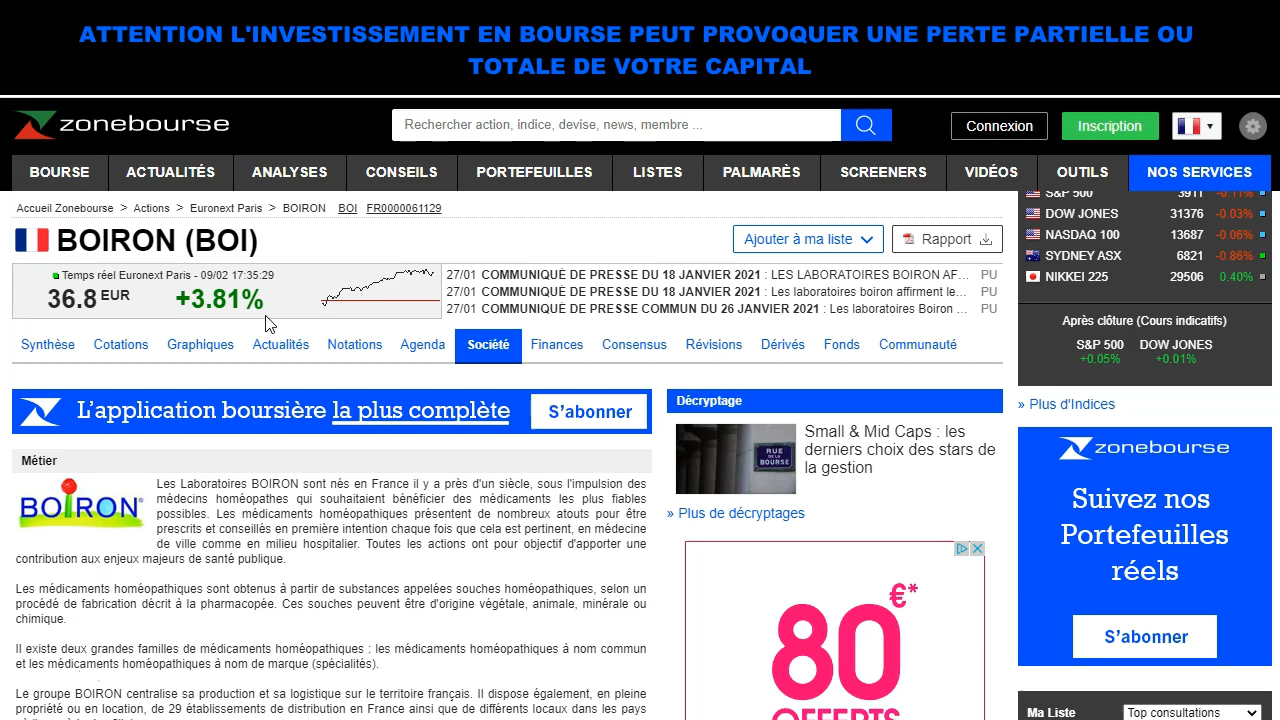 ATTENTION L'INVESTISSEMENT EN BOURSE PEUT PROVOQUER UNE PERTE PARTIELLE OU
TOTALE DE VOTRE CAPITAL
zonebourse
Rechercher action, indice, devise, news, membre ...
Connexion
Inscription
BOURSE ACTUALITÉS ANALYSES CONSEILS PORTEFEUILLES LISTES PALMARÈS SCREENERS VIDÉOS OUTILS NOS SERVICES
Accueil Zonebourse > Actions > Euronext Paris > BOIRON BOI FR0000061129
BOIRON (BOI)
Ajouter à ma liste
Rapport
Temps réel Euronext Paris - 09/02 17:35:29
36.8 EUR +3.81%
27/01 COMMUNIQUÉ DE PRESSE DU 18 JANVIER 2021 : LES LABORATOIRES BOIRON AF... PU
27/01 COMMUNIQUÉ DE PRESSE DU 18 JANVIER 2021 : Les laboratoires boiron affirment le... PU
27/01 COMMUNIQUÉ DE PRESSE COMMUN DU 26 JANVIER 2021 : Les laboratoires Boiron ... PU
Synthèse Cotations Graphiques Actualités Notations Agenda Société Finances Consensus Révisions Dérivés Fonds Communauté
L'application boursière la plus complète
S'abonner
Métier
BOIRON
Les Laboratoires BOIRON sont nés en France il y a près d'un siècle, sous l'impulsion des
médecins homéopathes qui souhaitaient bénéficier des médicaments les plus fiables
possibles. Les médicaments homéopathiques présentent de nombreux atouts pour être
prescrits et conseillés en première intention chaque fois que cela est pertinent, en médecine
de ville comme en milieu hospitalier. Toutes les actions ont pour objectif d'apporter une
contribution aux enjeux majeurs de santé publique.
Les médicaments homéopathiques sont obtenus à partir de substances appelées souches homéopathiques, selon un
procédé de fabrication décrit à la pharmacopée. Ces souches peuvent être d'origine végétale, animale, minérale ou
chimique.
Il existe deux grandes familles de médicaments homéopathiques : les médicaments homéopathiques à nom commun
et les médicaments homéopathiques à nom de marque (spécialités).
Le groupe BOIRON centralise sa production et sa logistique sur le territoire français. Il dispose également, en pleine
propriété ou en location, de 29 établissements de distribution en France ainsi que de différents locaux dans les pays
Décryptage
RUE DE LA BOURSE
Small & Mid Caps : les
derniers choix des stars de
la gestion
» Plus de décryptages
80 €*
OFFERTS
S&P 500 3911 -0.11%
DOW JONES 31376 -0.03%
NASDAQ 100 13687 -0.06%
SYDNEY ASX 6821 -0.86%
NIKKEI 225 29506 0.40%
Après clôture (Cours indicatifs)
S&P 500 DOW JONES
+0.05% +0.01%
» Plus d'Indices
zonebourse
Suivez nos
Portefeuilles
réels
S'abonner
Ma Liste
Top consultations